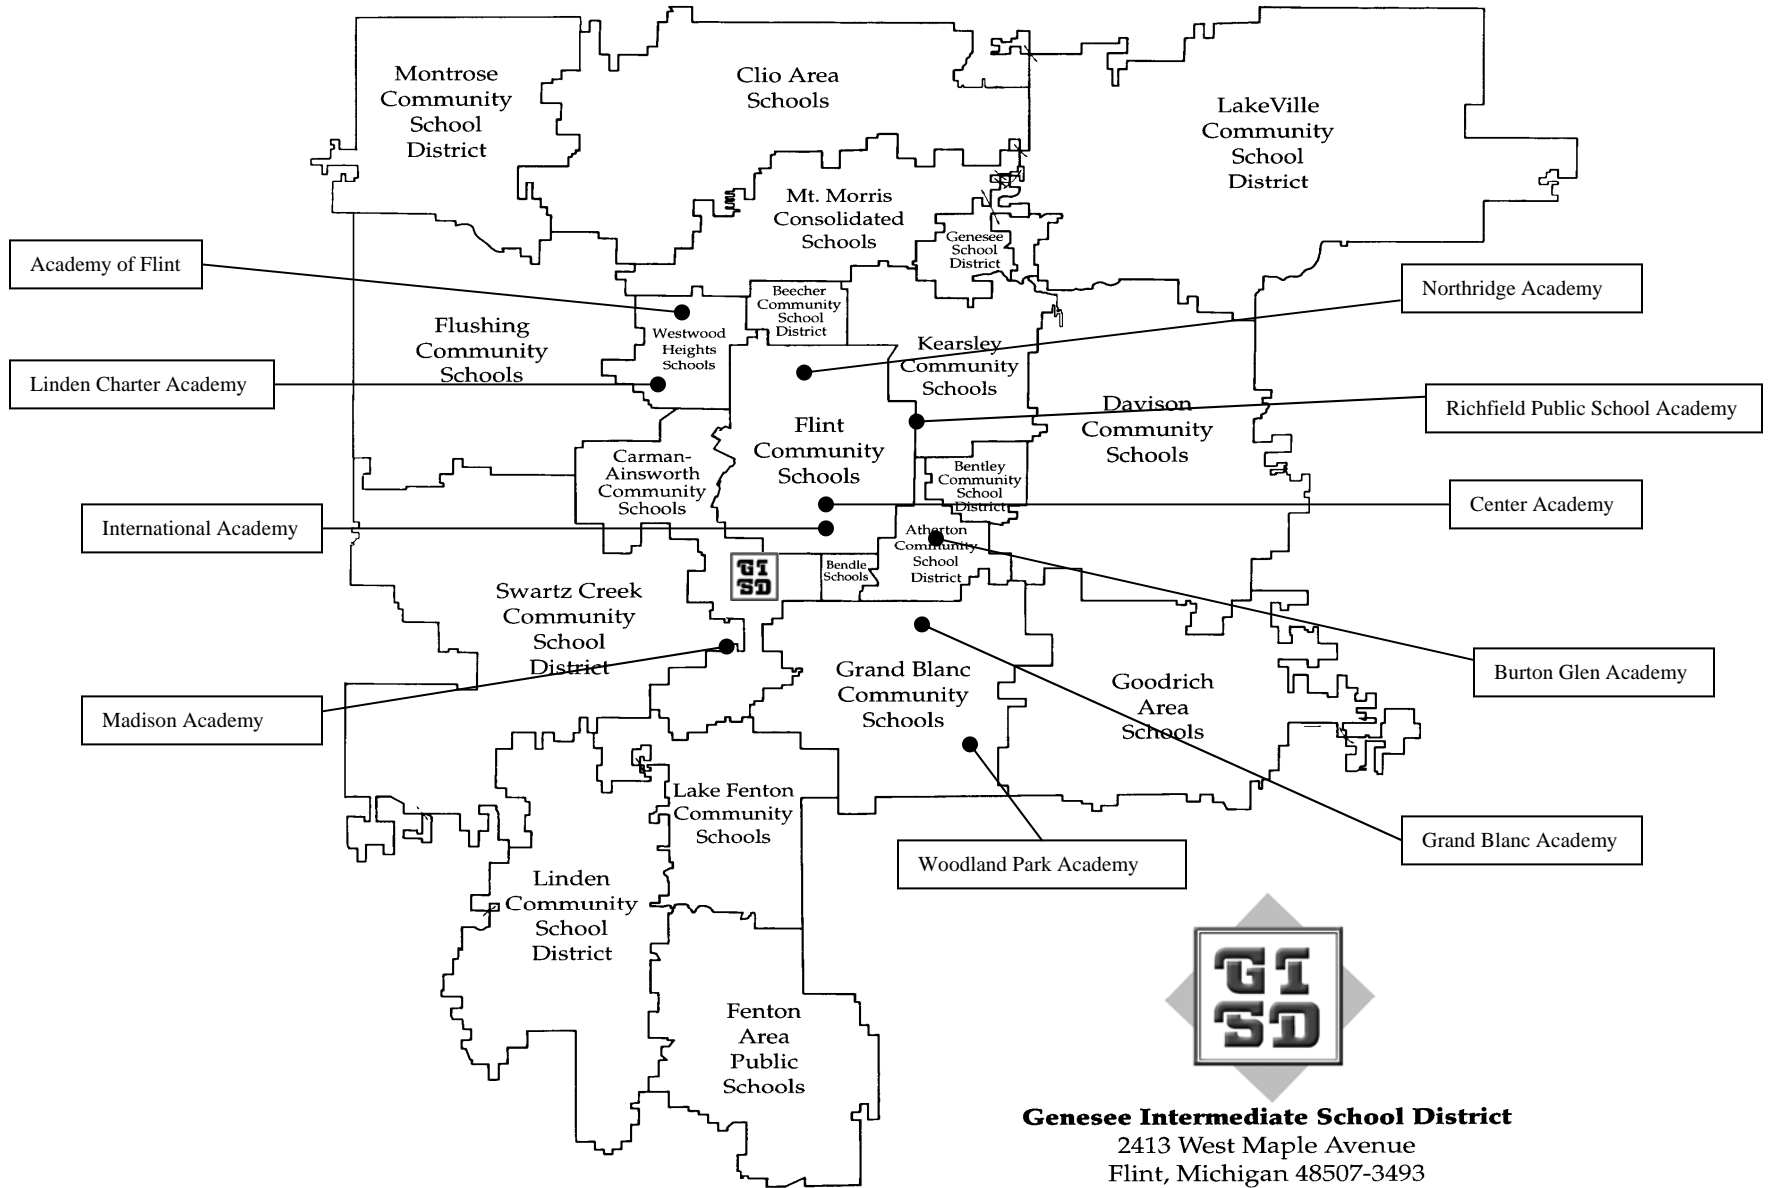 Montrose
Community
School
District
Clio Area
Schools
LakeVille
Community
School
District
Mt. Morris
Consolidated
Schools
Genesee
School
District
Academy of Flint
Northridge Academy
Beecher
Community
School
District
Flushing
Community
Schools
Westwood
Heights
Schools
Kearsley
Community
Schools
Linden Charter Academy
Richfield Public School Academy
Davison
Community
Schools
Flint
Community
Schools
Carman-
Ainsworth
Community
Schools
Bentley
Community
School
District
Center Academy
International Academy
Atherton
Community
School
District
Bendle
Schools
GI
SD
Swartz Creek
Community
School
District
Burton Glen Academy
Grand Blanc
Community
Schools
Goodrich
Area
Schools
Madison Academy
Lake Fenton
Community
Schools
Grand Blanc Academy
Woodland Park Academy
Linden
Community
School
District
Fenton
Area
Public
Schools
GI
SD
Genesee Intermediate School District
2413 West Maple Avenue
Flint, Michigan 48507-3493